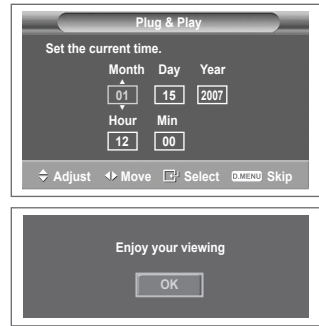 Plug & Play
Set the current time.
Month Day Year
01 15 2007
Hour Min
12 00
Adjust Move Select D.MENU Skip
Enjoy your viewing
OK